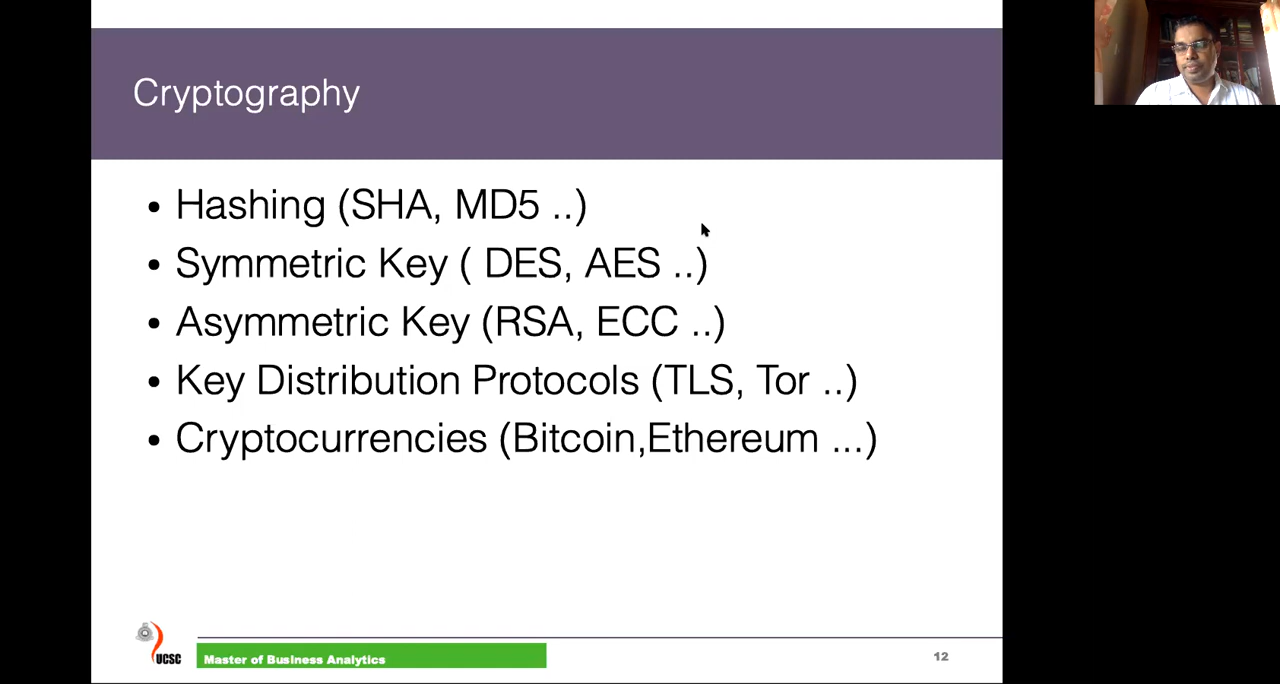 Cryptography
• Hashing (SHA, MD5 ..)
• Symmetric Key ( DES, AES ..)
• Asymmetric Key (RSA, ECC ..)
• Key Distribution Protocols (TLS, Tor ..)
• Cryptocurrencies (Bitcoin,Ethereum ...)
UCSC
Master of Business Analytics
12